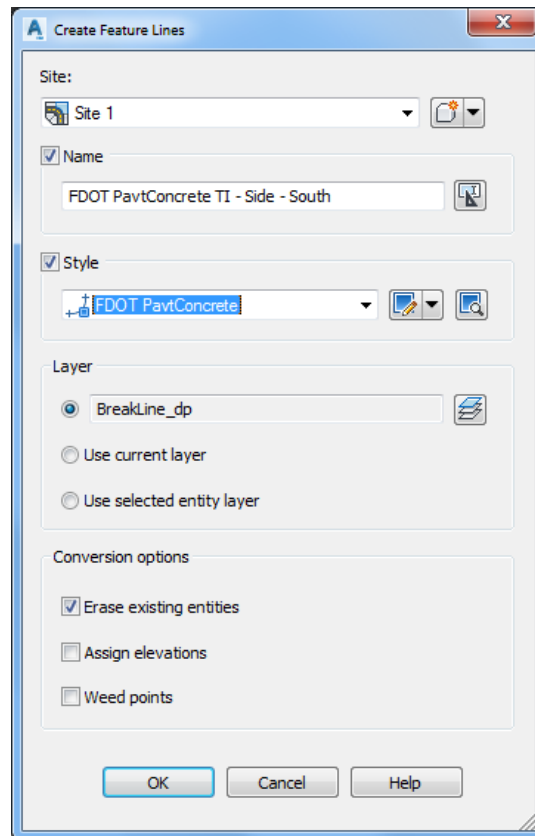 Create Feature Lines
Site:
Site 1
Name
FDOT PavtConcrete TI - Side - South
Style
FDOT PavtConcrete
Layer
BreakLine_dp
Use current layer
Use selected entity layer
Conversion options
Erase existing entities
Assign elevations
Weed points
OK Cancel Help